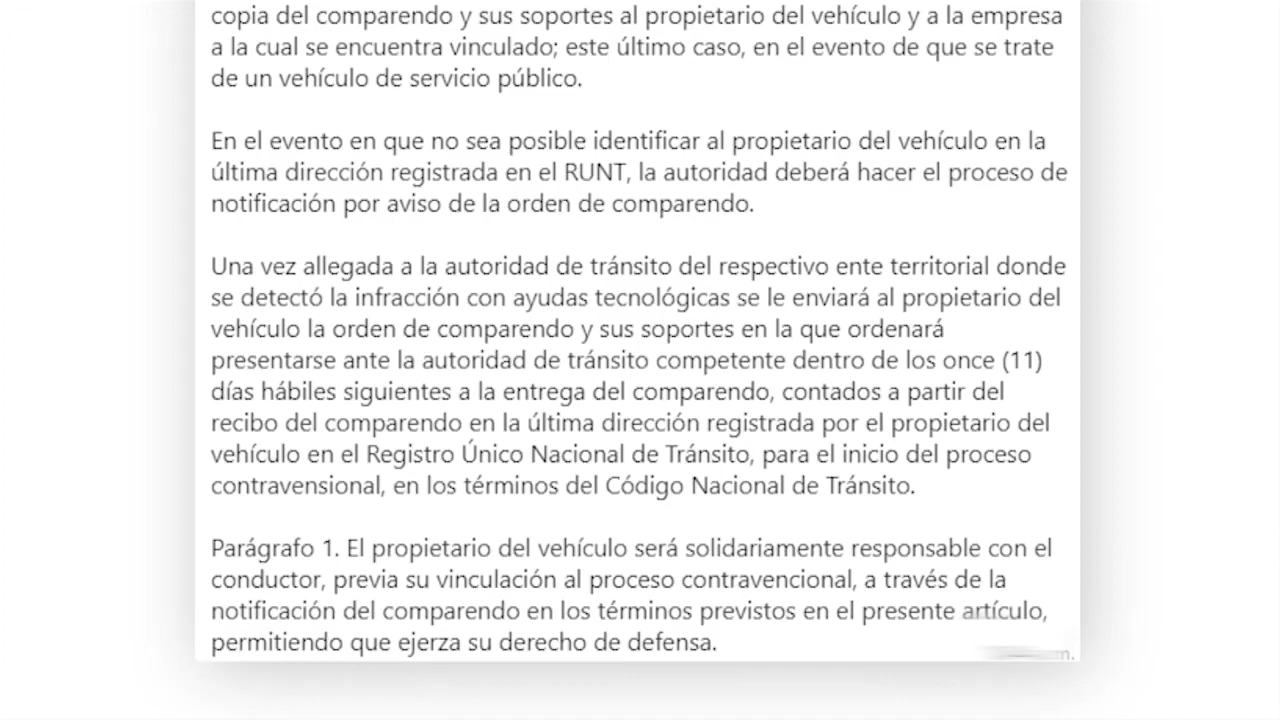 copia del comparendo y sus soportes al propietario del vehículo y a la empresa
a la cual se encuentra vinculado; este último caso, en el evento de que se trate
de un vehículo de servicio público.
En el evento en que no sea posible identificar al propietario del vehículo en la
última dirección registrada en el RUNT, la autoridad deberá hacer el proceso de
notificación por aviso de la orden de comparendo.
Una vez allegada a la autoridad de tránsito del respectivo ente territorial donde
se detectó la infracción con ayudas tecnológicas se le enviará al propietario del
vehículo la orden de comparendo y sus soportes en la que ordenará
presentarse ante la autoridad de tránsito competente dentro de los once (11)
días hábiles siguientes a la entrega del comparendo, contados a partir del
recibo del comparendo en la última dirección registrada por el propietario del
vehículo en el Registro Único Nacional de Tránsito, para el inicio del proceso
contravensional, en los términos del Código Nacional de Tránsito.
Parágrafo 1. El propietario del vehículo será solidariamente responsable con el
conductor, previa su vinculación al proceso contravencional, a través de la
notificación del comparendo en los términos previstos en el presente artículo,
permitiendo que ejerza su derecho de defensa.